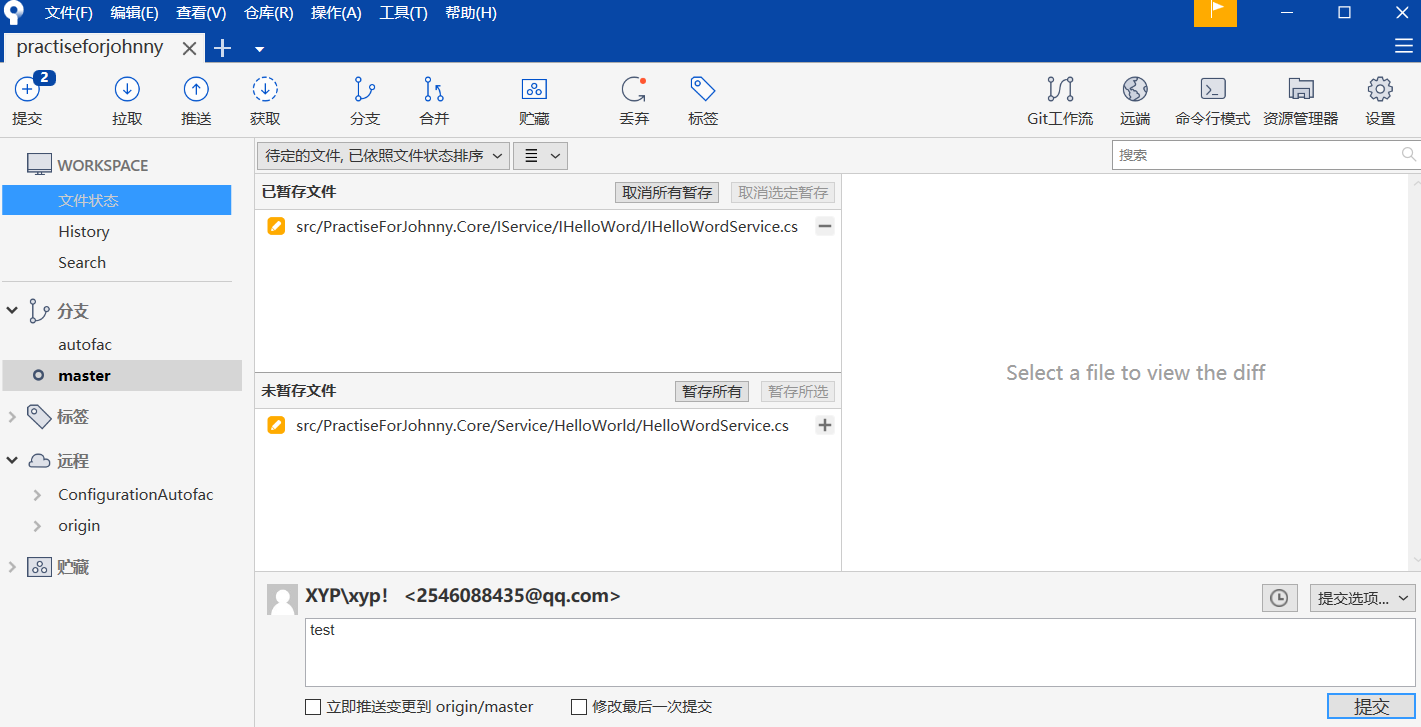 文件(F) 编辑(E) 查看(V) 仓库(R) 操作(A) 工具(T) 帮助(H)
practiseforjohnny
2
提交 拉取 推送 获取 分支 合并 贮藏 丢弃 标签 Git工作流 远端 命令行模式 资源管理器 设置
WORKSPACE
文件状态
History
Search
分支
autofac
master
标签
远程
ConfigurationAutofac
origin
贮藏
待定的文件, 已依照文件状态排序
搜索
已暂存文件 取消所有暂存 取消选定暂存
src/PractiseForJohnny.Core/IService/IHelloWord/IHelloWordService.cs
未暂存文件 暂存所有 暂存所选
src/PractiseForJohnny.Core/Service/HelloWorld/HelloWordService.cs
Select a file to view the diff
XYP\xyp! <2546088435@qq.com>
提交选项...
test
立即推送变更到 origin/master 修改最后一次提交
提交